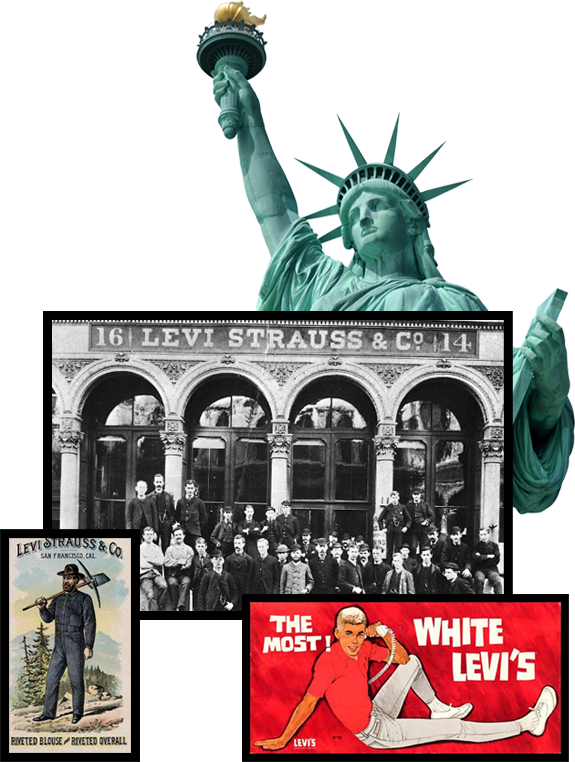 16 LEVI STRAUSS & Co 14
LEVI STRAUSS & Co.
SAN FRANCISCO, CAL.
RIVETED BLOUSE AND RIVETED OVERALL
THE
MOST!
WHITE
LEVI'S
LEVI'S